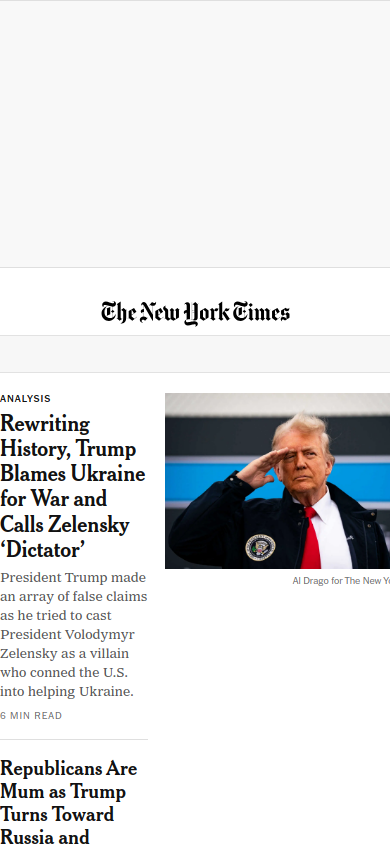 The New York Times
ANALYSIS
Rewriting
History, Trump
Blames Ukraine
for War and
Calls Zelensky
‘Dictator’
President Trump made
an array of false claims
as he tried to cast
President Volodymyr
Zelensky as a villain
who conned the U.S.
into helping Ukraine.
6 MIN READ
Al Drago for The New Yo
Republicans Are
Mum as Trump
Turns Toward
Russia and